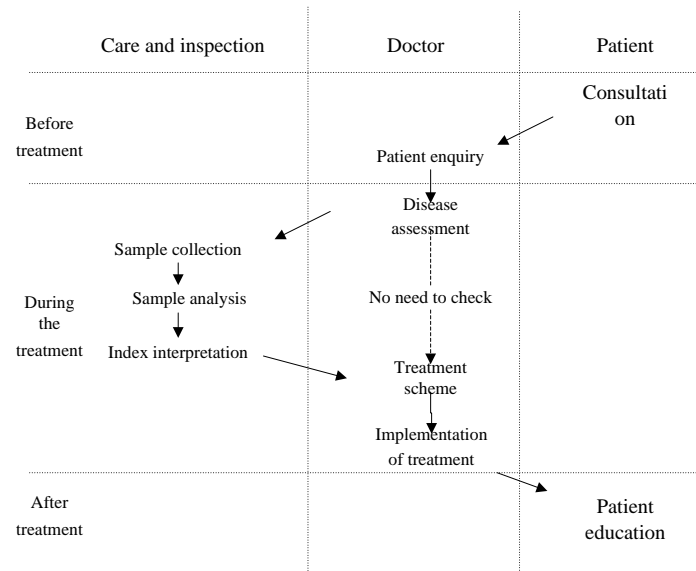 Care and inspection
Doctor
Patient
Before
treatment
Consultati
on
Patient enquiry
During
the
treatment
Disease
assessment
Sample collection
Sample analysis
No need to check
Index interpretation
Treatment
scheme
Implementation
of treatment
After
treatment
Patient
education